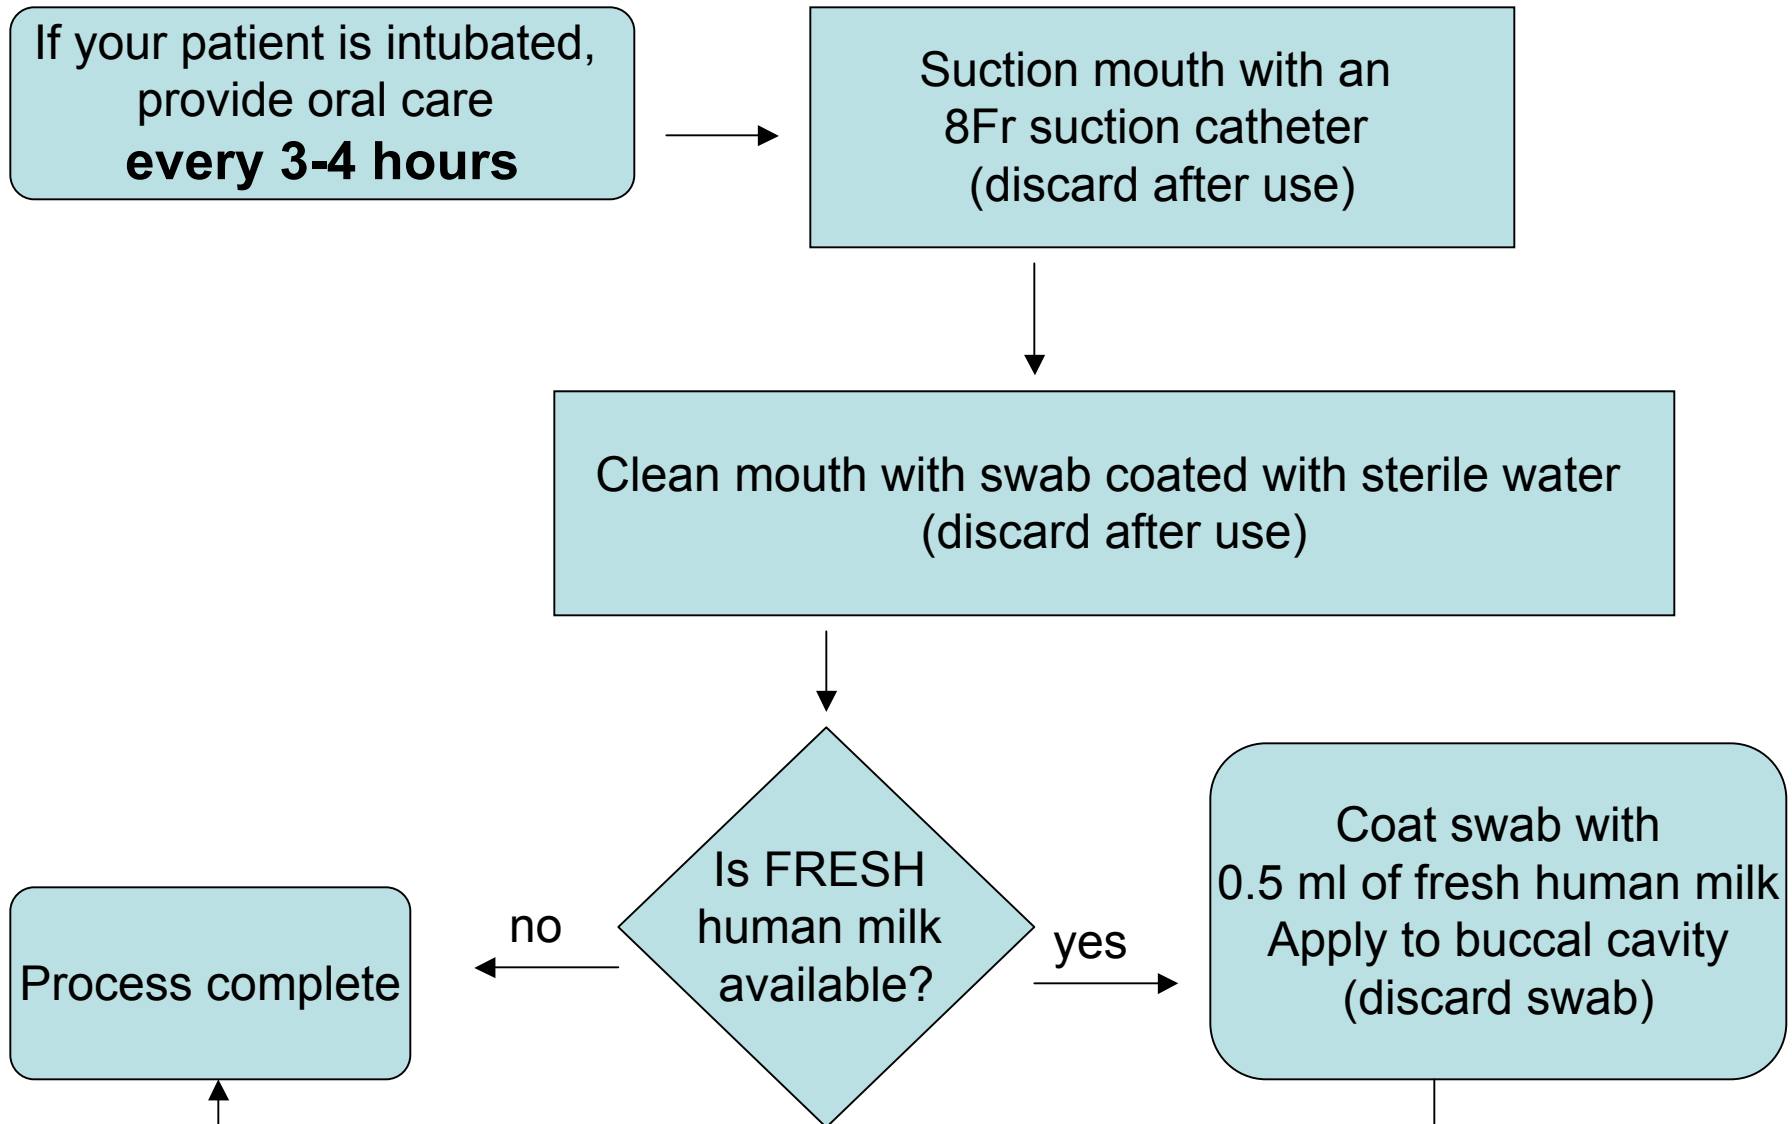 If your patient is intubated,
provide oral care
every 3-4 hours
Suction mouth with an
8Fr suction catheter
(discard after use)
Clean mouth with swab coated with sterile water
(discard after use)
Is FRESH
human milk
available?
no
yes
Process complete
Coat swab with
0.5 ml of fresh human milk
Apply to buccal cavity
(discard swab)